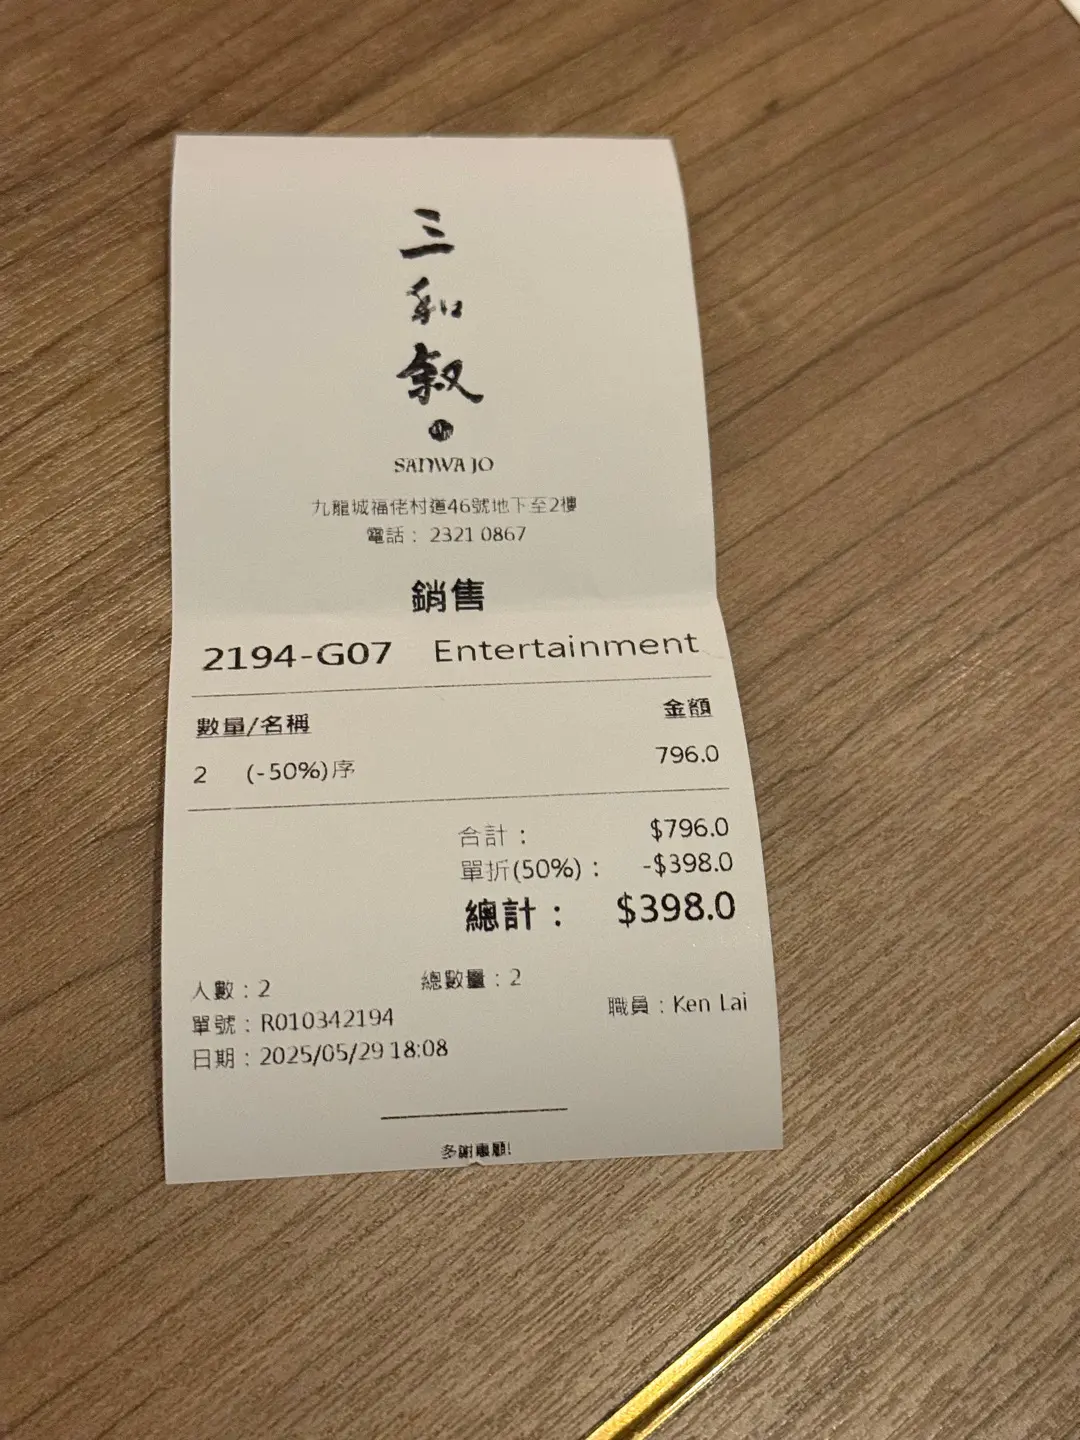 三
和
敘
SANWA JO
九龍城福佬村道46號地下至2樓
電話： 2321 0867
銷售
2194-G07 Entertainment
數量/名稱 金額
2 (-50%)序 796.0
合計： $796.0
單折(50%)： -$398.0
總計： $398.0
人數：2 總數量：2
單號：R010342194 職員：Ken Lai
日期：2025/05/29 18:08
多謝惠顧!